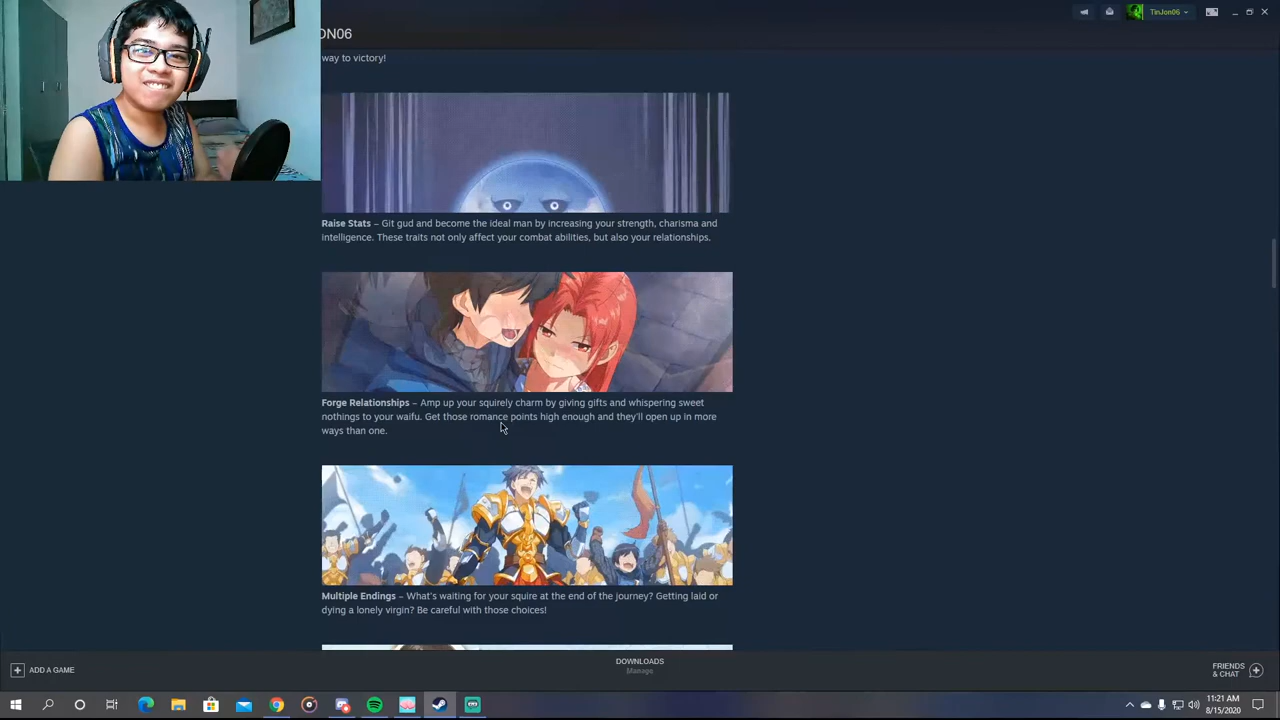 TinJon06
ON06
way to victory!
Raise Stats – Git gud and become the ideal man by increasing your strength, charisma and
intelligence. These traits not only affect your combat abilities, but also your relationships.
Forge Relationships – Amp up your squirely charm by giving gifts and whispering sweet
nothings to your waifu. Get those romance points high enough and they'll open up in more
ways than one.
Multiple Endings – What's waiting for your squire at the end of the journey? Getting laid or
dying a lonely virgin? Be careful with those choices!
ADD A GAME
DOWNLOADS
Manage
FRIENDS
& CHAT
11:21 AM
8/15/2020